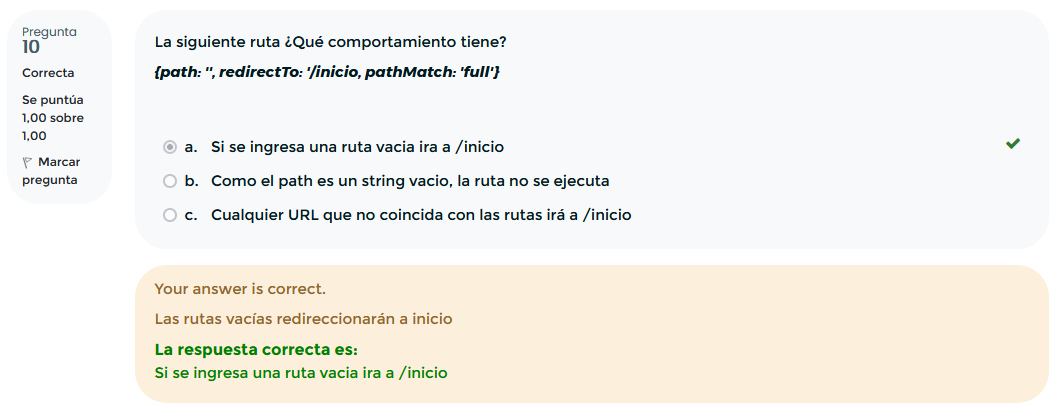 Pregunta
10
Correcta
Se puntúa
1,00 sobre
1,00
Marcar
pregunta
La siguiente ruta ¿Qué comportamiento tiene?
{path: '', redirectTo: '/inicio, pathMatch: 'full'}
a. Si se ingresa una ruta vacia ira a /inicio
b. Como el path es un string vacio, la ruta no se ejecuta
c. Cualquier URL que no coincida con las rutas irá a /inicio
Your answer is correct.
Las rutas vacías redireccionarán a inicio
La respuesta correcta es:
Si se ingresa una ruta vacia ira a /inicio